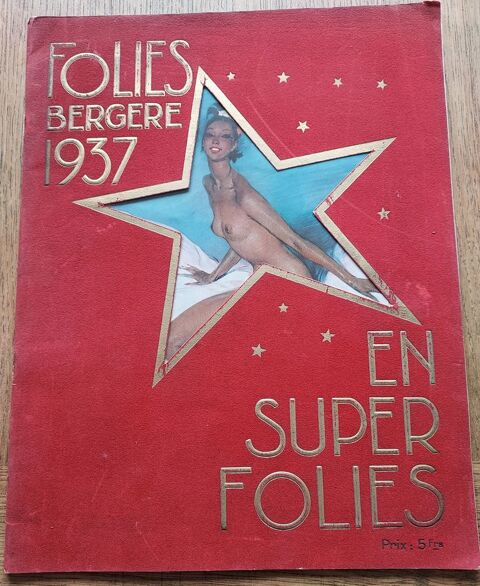 FOLIES
BERGERE
1937
EN
SUPER
FOLIES
Prix : 5 Frs